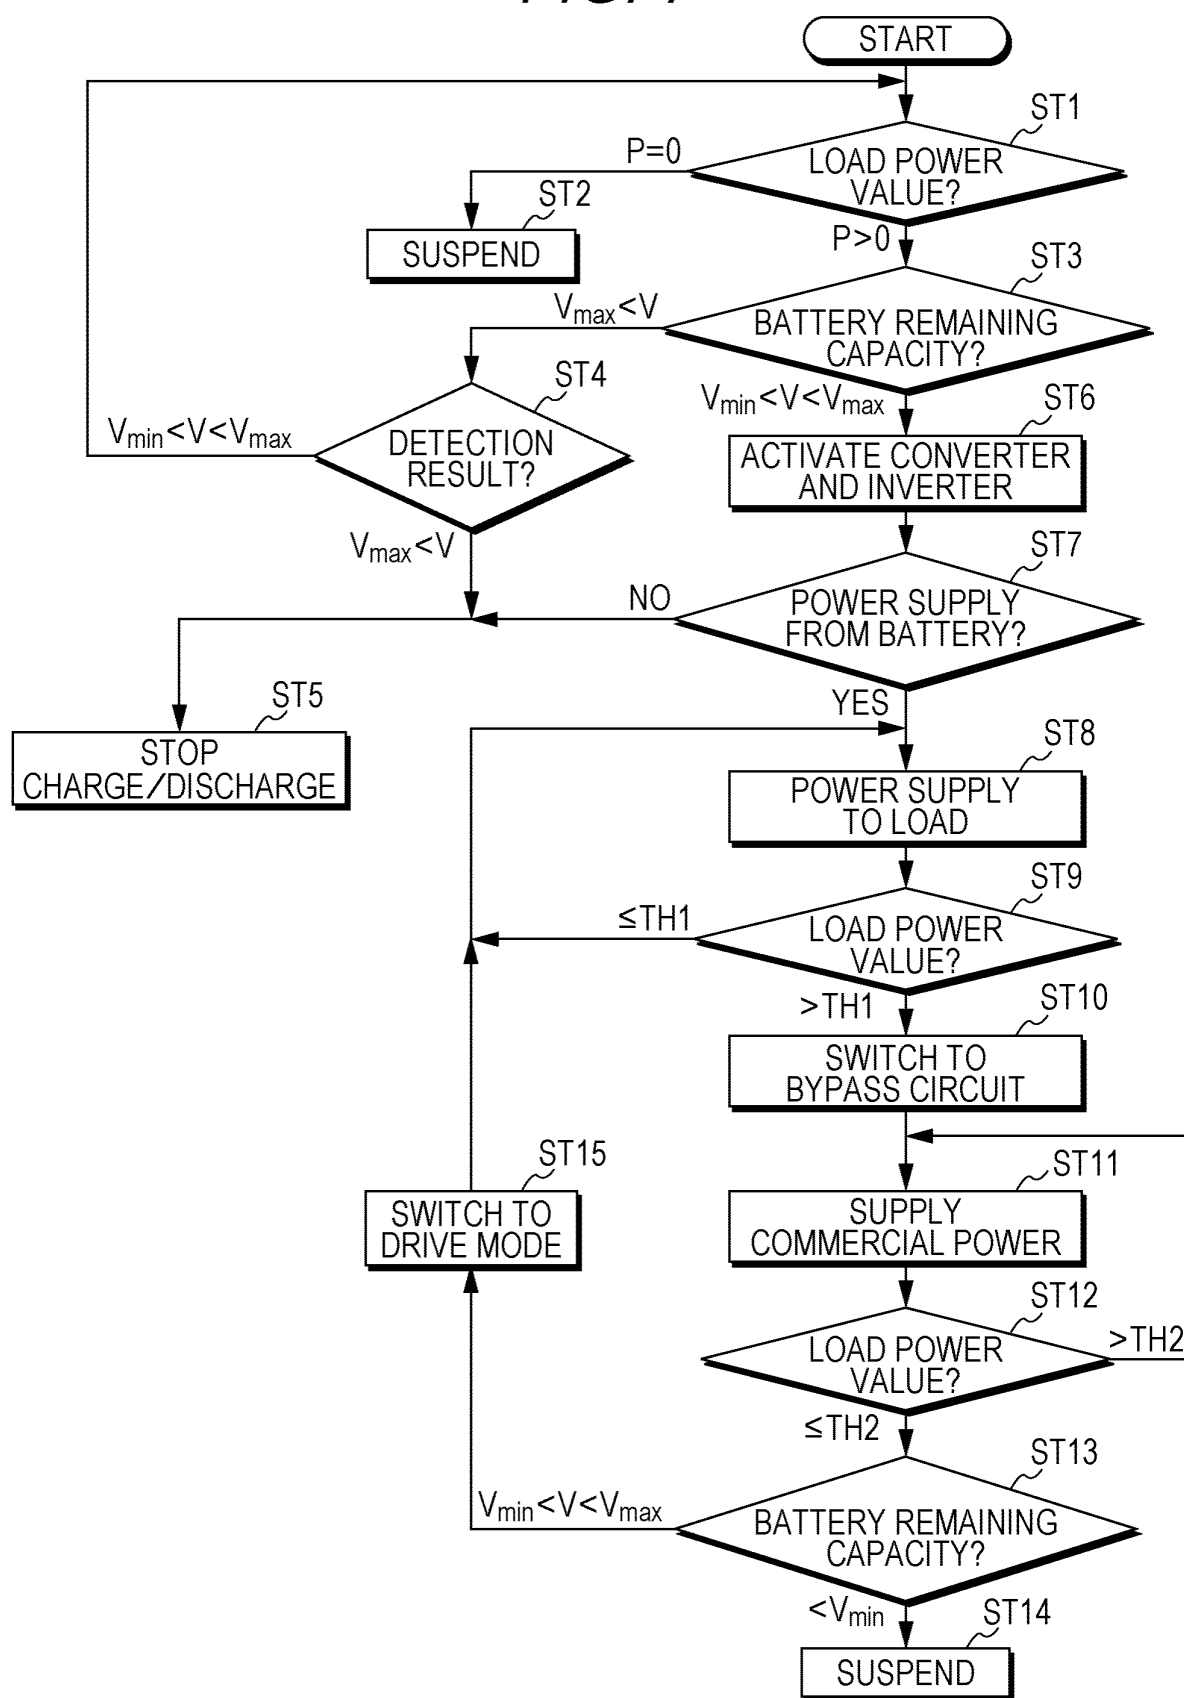 START
ST1
LOAD POWER
VALUE?
P=0
ST2
SUSPEND
P>0
ST3
BATTERY REMAINING
CAPACITY?
Vmax<V
ST4
DETECTION
RESULT?
Vmin<V<Vmax
Vmin<V<Vmax
ST6
ACTIVATE CONVERTER
AND INVERTER
Vmax<V
ST7
POWER SUPPLY
FROM BATTERY?
NO
YES
ST5
STOP
CHARGE/DISCHARGE
ST8
POWER SUPPLY
TO LOAD
ST9
LOAD POWER
VALUE?
≤TH1
>TH1
ST10
SWITCH TO
BYPASS CIRCUIT
ST15
SWITCH TO
DRIVE MODE
ST11
SUPPLY
COMMERCIAL POWER
ST12
LOAD POWER
VALUE?
>TH2
≤TH2
ST13
BATTERY REMAINING
CAPACITY?
Vmin<V<Vmax
<Vmin
ST14
SUSPEND